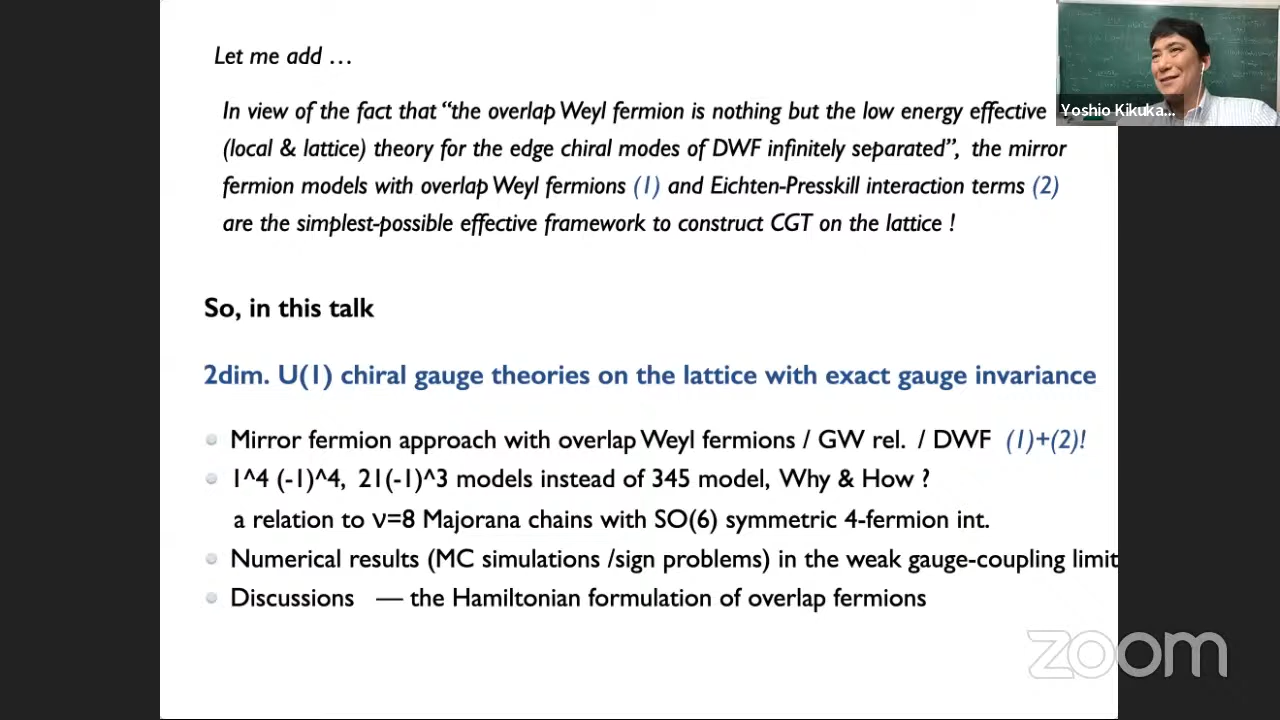 Let me add …
In view of the fact that “the overlap Weyl fermion is nothing but the low energy effective
(local & lattice) theory for the edge chiral modes of DWF infinitely separated”, the mirror
fermion models with overlap Weyl fermions (1) and Eichten-Presskill interaction terms (2)
are the simplest-possible effective framework to construct CGT on the lattice !
Yoshio Kikuka...
So, in this talk
2dim. U(1) chiral gauge theories on the lattice with exact gauge invariance
Mirror fermion approach with overlap Weyl fermions / GW rel. / DWF (1)+(2)!
1^4 (-1)^4, 21(-1)^3 models instead of 345 model, Why & How ?
a relation to ν=8 Majorana chains with SO(6) symmetric 4-fermion int.
Numerical results (MC simulations /sign problems) in the weak gauge-coupling limit
Discussions — the Hamiltonian formulation of overlap fermions
zoom